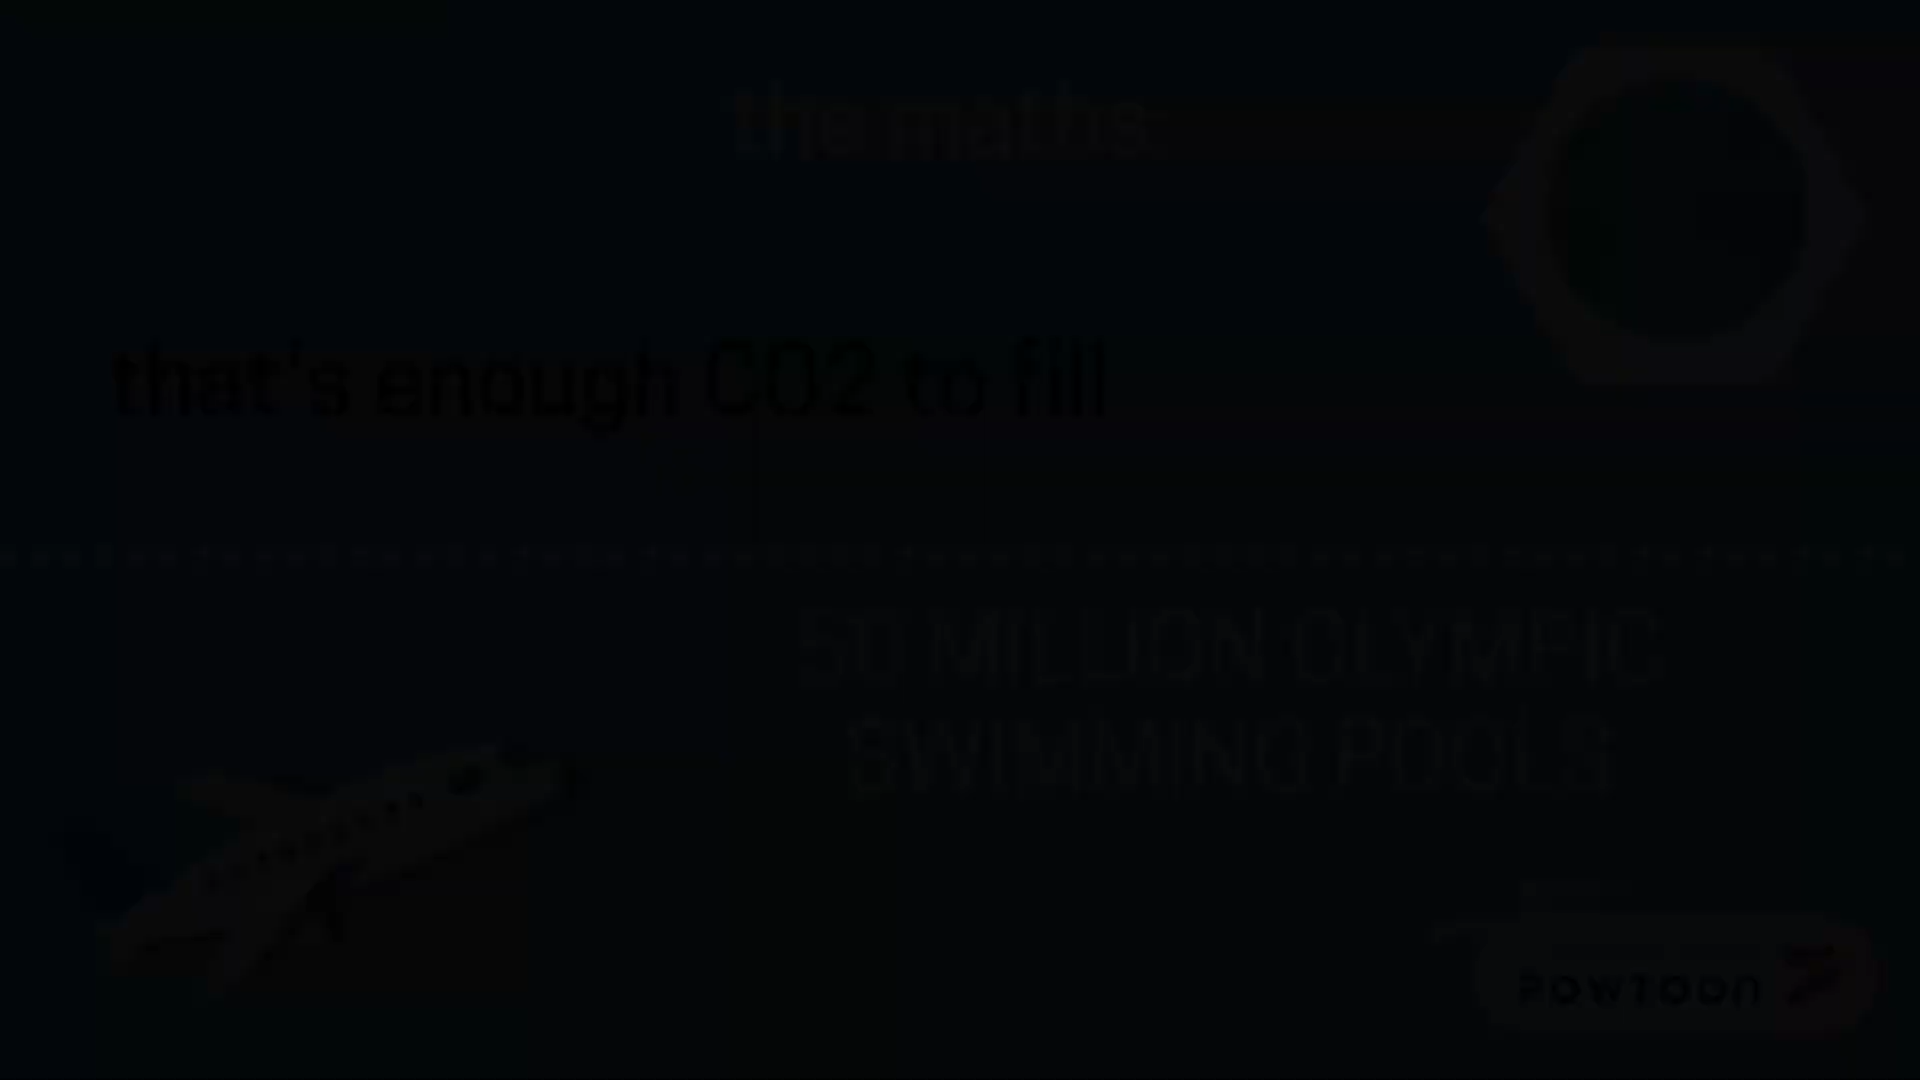 the maths:
that's enough CO2 to fill
50 MILLION OLYMPIC
SWIMMING POOLS
POWTOON